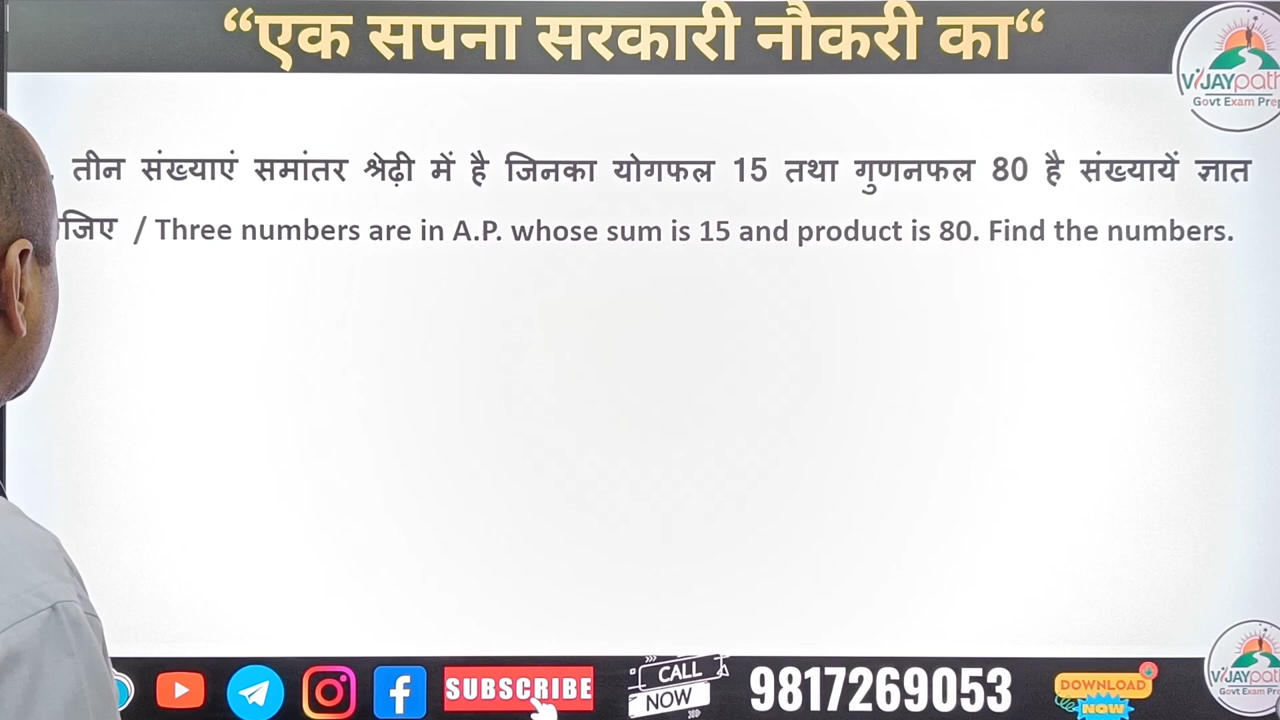 “एक सपना सरकारी नौकरी का“
VIJAYpath
Govt Exam Prep
तीन संख्याएं समांतर श्रेढ़ी में है जिनका योगफल 15 तथा गुणनफल 80 है संख्यायें ज्ञात
/ Three numbers are in A.P. whose sum is 15 and product is 80. Find the numbers.
SUBSCRIBE
CALL
NOW
9817269053
DOWNLOAD
NOW
VIJAYpath
Govt Exam Pre